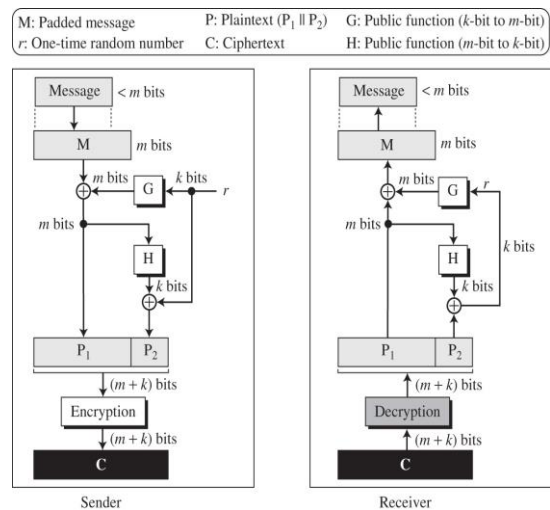 M: Padded message P: Plaintext (P₁ || P₂) G: Public function (k-bit to m-bit)
r: One-time random number C: Ciphertext H: Public function (m-bit to k-bit)
Message < m bits
M m bits
m bits G k bits r
m bits
H
k bits
P₁ P₂
(m + k) bits
Encryption
(m + k) bits
C
Sender
Message < m bits
M m bits
m bits G r
m bits
k bits
H
k bits
P₁ P₂
(m + k) bits
Decryption
(m + k) bits
C
Receiver